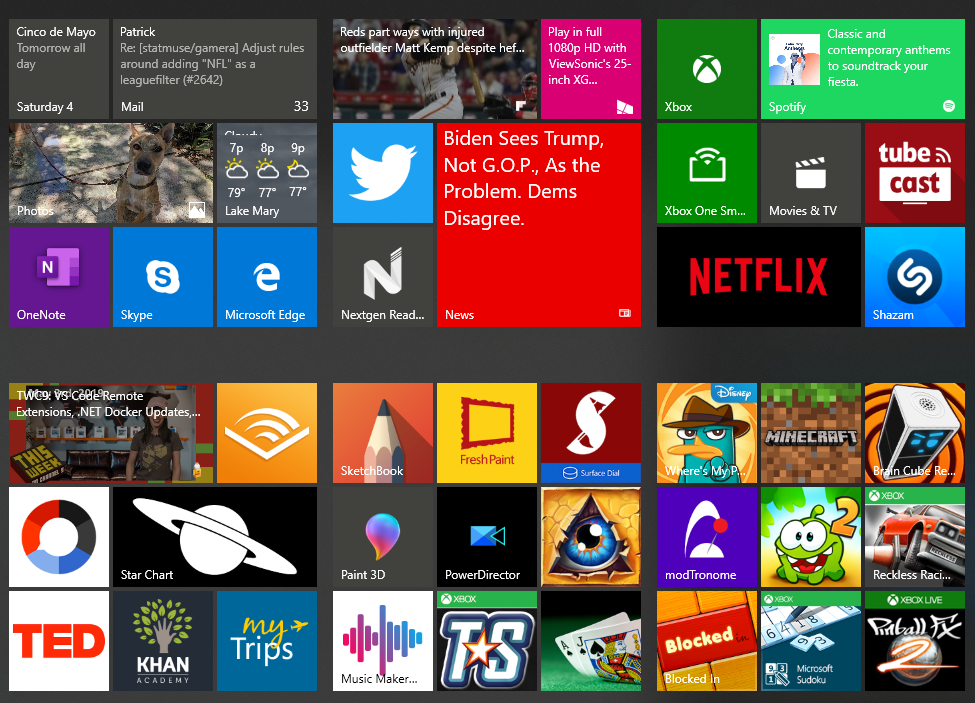 Cinco de Mayo
Tomorrow all
day
Saturday 4
Patrick
Re: [statmuse/gamera] Adjust rules
around adding "NFL" as a
leaguefilter (#2642)
Mail
33
Reds part ways with injured
outfielder Matt Kemp despite hef...
Play in full
1080p HD with
ViewSonic's 25-
inch XG...
Xbox
Classic and
contemporary anthems
to soundtrack your
fiesta.
Spotify
Photos
Cloudy
7p 8p 9p
79° 77° 77°
Lake Mary
Biden Sees Trump,
Not G.O.P., As the
Problem. Dems
Disagree.
News
Xbox One Sm...
Movies & TV
tube
cast
N
OneNote
S
Skype
Microsoft Edge
Nextgen Read...
NETFLIX
Shazam
TWC9: VS Code Remote
Extensions, .NET Docker Updates,...
THIS
WEEK
SketchBook
Fresh Paint
Surface Dial
Disney
Where's My P...
MINECRAFT
Brain Cube Re...
Star Chart
Paint 3D
PowerDirector
modTronome
2
XBOX
Reckless Raci...
TED
KHAN
ACADEMY
my
Trips
Music Maker...
XBOX
TS
A
J
Blocked in
Blocked In
XBOX
Microsoft
Sudoku
XBOX LIVE
Pinball FX
2